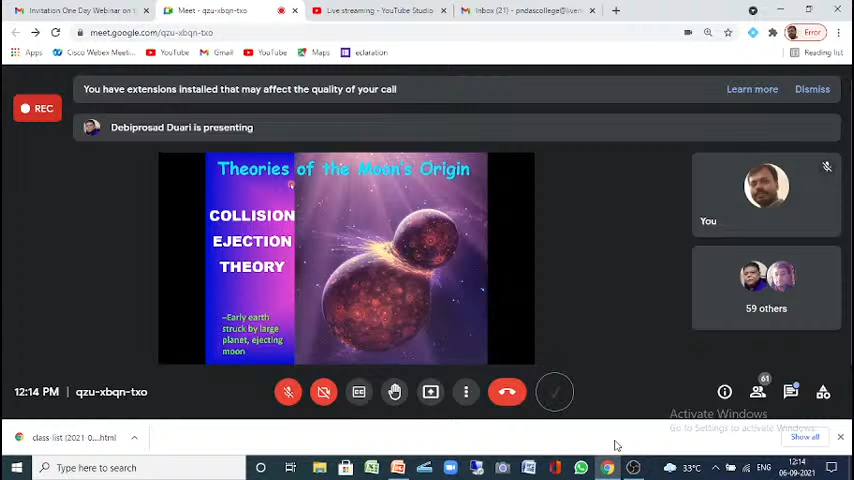 Invitation One Day Webinar on t
Meet - qzu-xbqn-txo
Live streaming - YouTube Studio
Inbox (21) - pndascollege@liver
meet.google.com/qzu-xbqn-txo
Error
Apps
Cisco Webex Meet...
YouTube
Gmail
YouTube
Maps
eclaration
Reading list
You have extensions installed that may affect the quality of your call
Learn more
Dismiss
REC
Debiprosad Duari is presenting
Theories of the Moon's Origin
COLLISION
EJECTION
THEORY
–Early earth
struck by large
planet, ejecting
moon
You
59 others
12:14 PM | qzu-xbqn-txo
61
Activate Windows
Go to Settings to activate Windows.
class-list (2021-0....html
Show all
Type here to search
33°C
ENG
12:14
06-09-2021